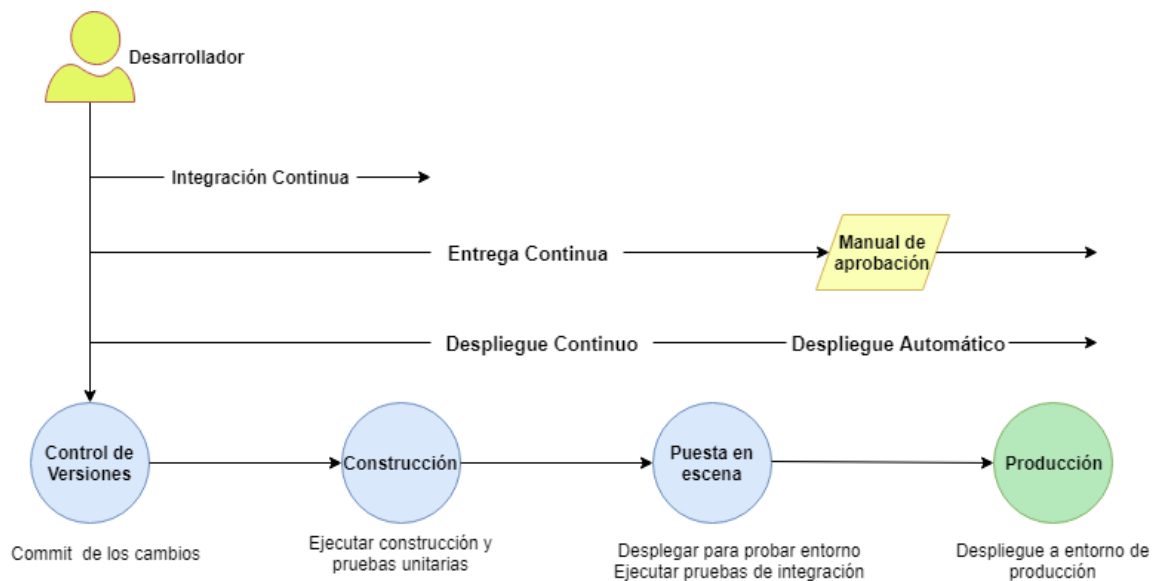 Desarrollador
Integración Continua
Entrega Continua
Manual de
aprobación
Despliegue Continuo
Despliegue Automático
Control de
Versiones
Construcción
Puesta en
escena
Producción
Commit de los cambios
Ejecutar construcción y
pruebas unitarias
Desplegar para probar entorno
Ejecutar pruebas de integración
Despliegue a entorno de
producción